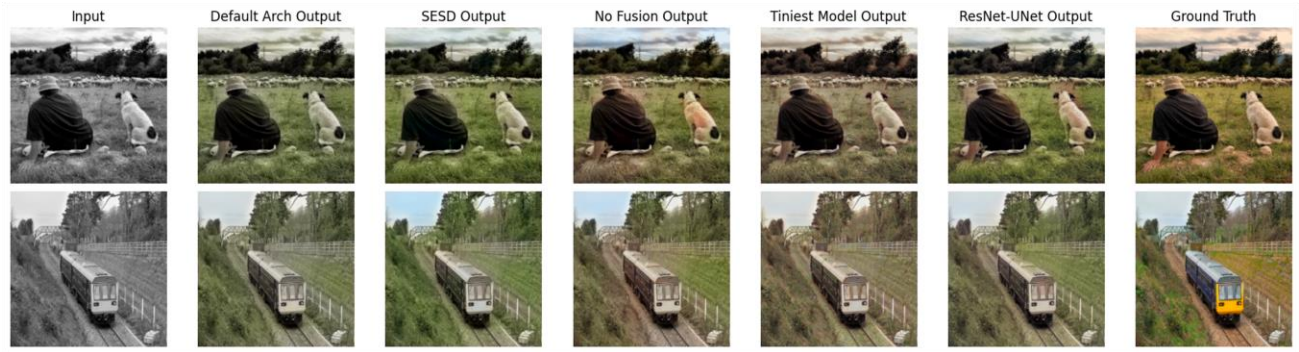 Input
Default Arch Output
SESD Output
No Fusion Output
Tiniest Model Output
ResNet-UNet Output
Ground Truth